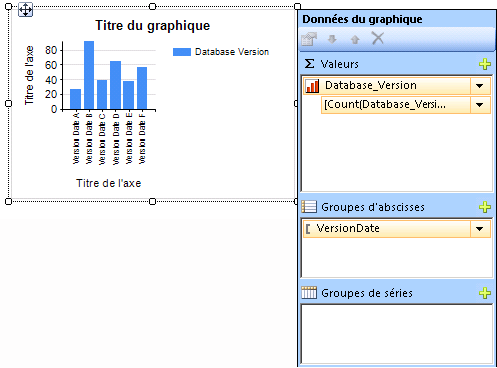 Titre du graphique
Titre de l'axe
80
60
40
20
0
Version Date A
Version Date B
Version Date C
Version Date D
Version Date E
Version Date F
Titre de l'axe
Database Version
Données du graphique
Σ Valeurs
Database_Version
[Count(Database_Versi...
Groupes d'abscisses
VersionDate
Groupes de séries